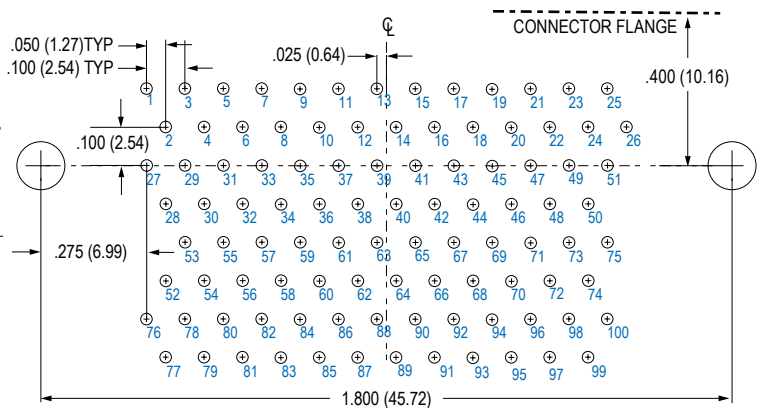 ℄
CONNECTOR FLANGE
.050 (1.27)TYP
.100 (2.54) TYP
.025 (0.64)
.400 (10.16)
1 3 5 7 9 11 13 15 17 19 21 23 25
.100 (2.54)
2 4 6 8 10 12 14 16 18 20 22 24 26
27 29 31 33 35 37 39 41 43 45 47 49 51
28 30 32 34 36 38 40 42 44 46 48 50
.275 (6.99)
53 55 57 59 61 63 65 67 69 71 73 75
52 54 56 58 60 62 64 66 68 70 72 74
76 78 80 82 84 86 88 90 92 94 96 98 100
77 79 81 83 85 87 89 91 93 95 97 99
1.800 (45.72)